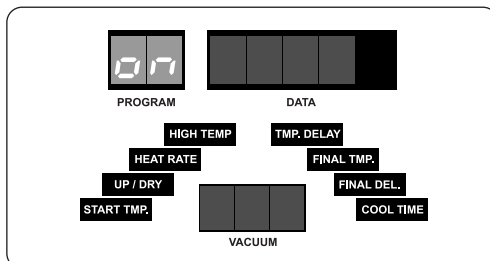 on
PROGRAM DATA
HIGH TEMP TMP. DELAY
HEAT RATE FINAL TMP.
UP / DRY FINAL DEL.
START TMP. COOL TIME
VACUUM